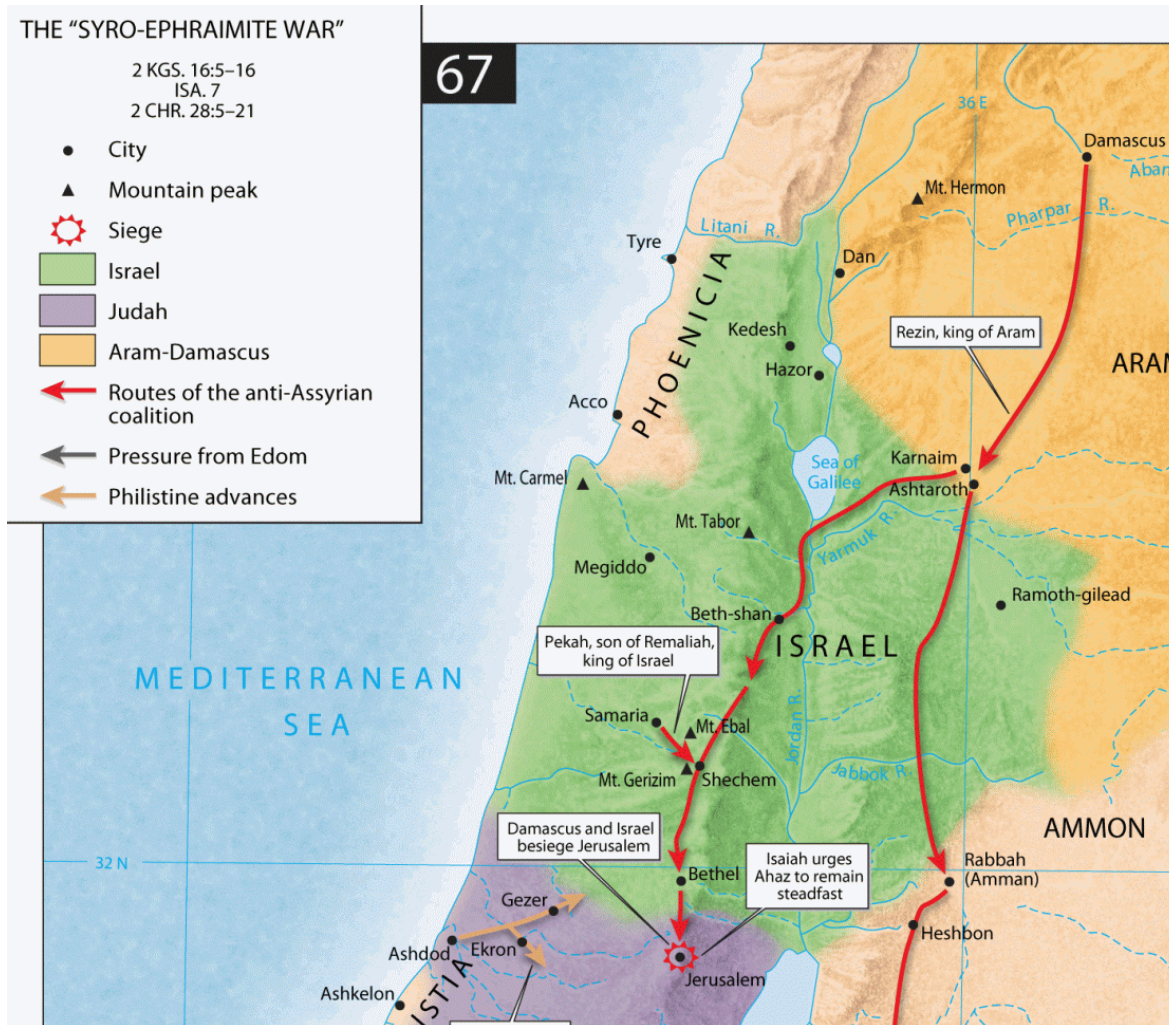 THE "SYRO-EPHRAIMITE WAR"
2 KGS. 16:5–16
ISA. 7
2 CHR. 28:5–21
City
Mountain peak
Siege
Israel
Judah
Aram-Damascus
Routes of the anti-Assyrian
coalition
Pressure from Edom
Philistine advances
67
36 E
Damascus
Aban
Mt. Hermon
Pharpar R.
Litani R.
Tyre
Dan
PHOENICIA
Kedesh
Rezin, king of Aram
Hazor
ARAM
Acco
Sea of
Galilee
Karnaim
Ashtaroth
Mt. Carmel
Mt. Tabor
Yarmuk R.
Megiddo
Ramoth-gilead
Beth-shan
ISRAEL
Pekah, son of Remaliah,
king of Israel
MEDITERRANEAN
SEA
Samaria
Mt. Ebal
Jordan R.
Mt. Gerizim
Shechem
Jabbok R.
Damascus and Israel
besiege Jerusalem
AMMON
32 N
Isaiah urges
Ahaz to remain
steadfast
Bethel
Rabbah
(Amman)
Gezer
Heshbon
Ashdod
Ekron
Jerusalem
Ashkelon
ISTIA